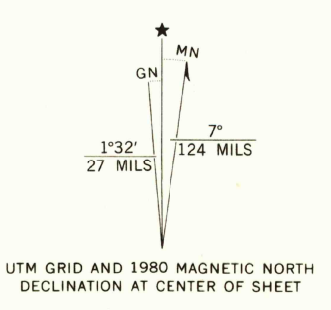 ★
MN
GN
1°32'
27 MILS
7°
124 MILS
UTM GRID AND 1980 MAGNETIC NORTH
DECLINATION AT CENTER OF SHEET